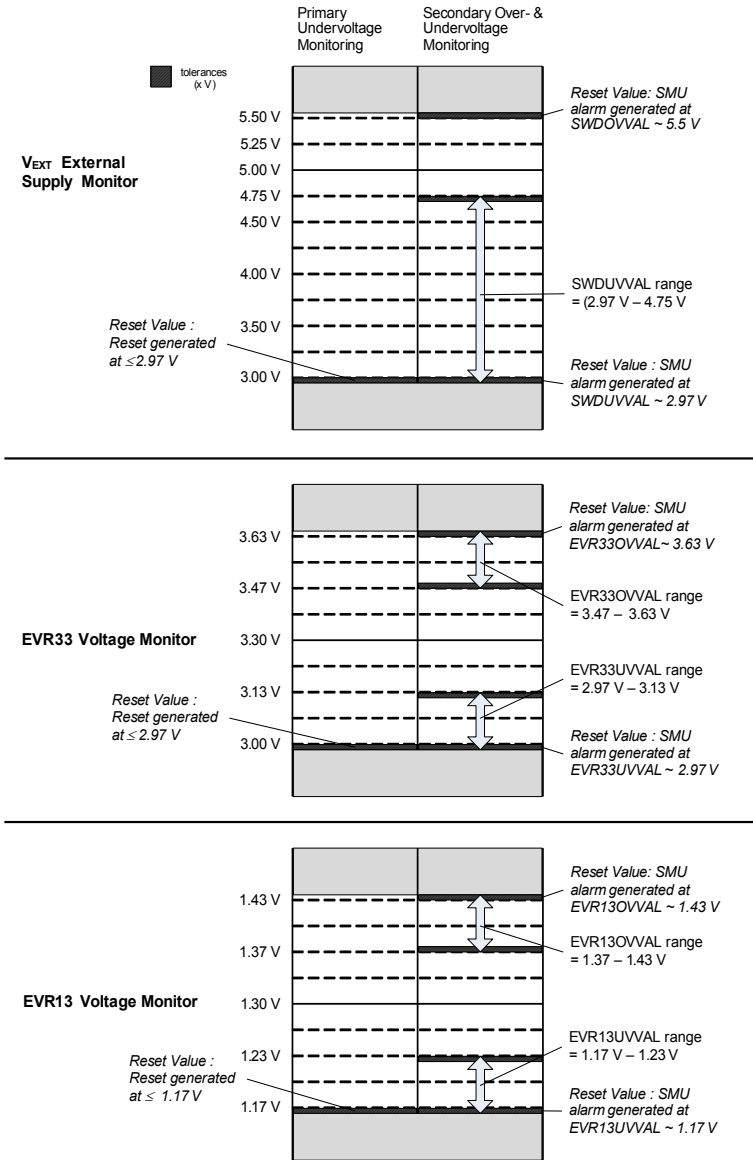 Primary
Undervoltage
Monitoring
Secondary Over- &
Undervoltage
Monitoring
tolerances
(x V)
VEXT External
Supply Monitor
5.50 V
5.25 V
5.00 V
4.75 V
4.50 V
4.00 V
3.50 V
3.00 V
Reset Value: SMU
alarm generated at
SWDOVVAL ~ 5.5 V
SWDUVVAL range
= (2.97 V – 4.75 V
Reset Value :
Reset generated
at ≤2.97 V
Reset Value : SMU
alarm generated at
SWDUVVAL ~ 2.97 V
EVR33 Voltage Monitor
3.63 V
3.47 V
3.30 V
3.13 V
3.00 V
Reset Value: SMU
alarm generated at
EVR33OVVAL~ 3.63 V
EVR33OVVAL range
= 3.47 – 3.63 V
EVR33UVVAL range
= 2.97 V – 3.13 V
Reset Value :
Reset generated
at ≤ 2.97 V
Reset Value : SMU
alarm generated at
EVR33UVVAL ~ 2.97 V
EVR13 Voltage Monitor
1.43 V
1.37 V
1.30 V
1.23 V
1.17 V
Reset Value: SMU
alarm generated at
EVR13OVVAL ~ 1.43 V
EVR13OVVAL range
= 1.37 – 1.43 V
EVR13UVVAL range
= 1.17 V – 1.23 V
Reset Value :
Reset generated
at ≤ 1.17 V
Reset Value : SMU
alarm generated at
EVR13UVVAL ~ 1.17 V